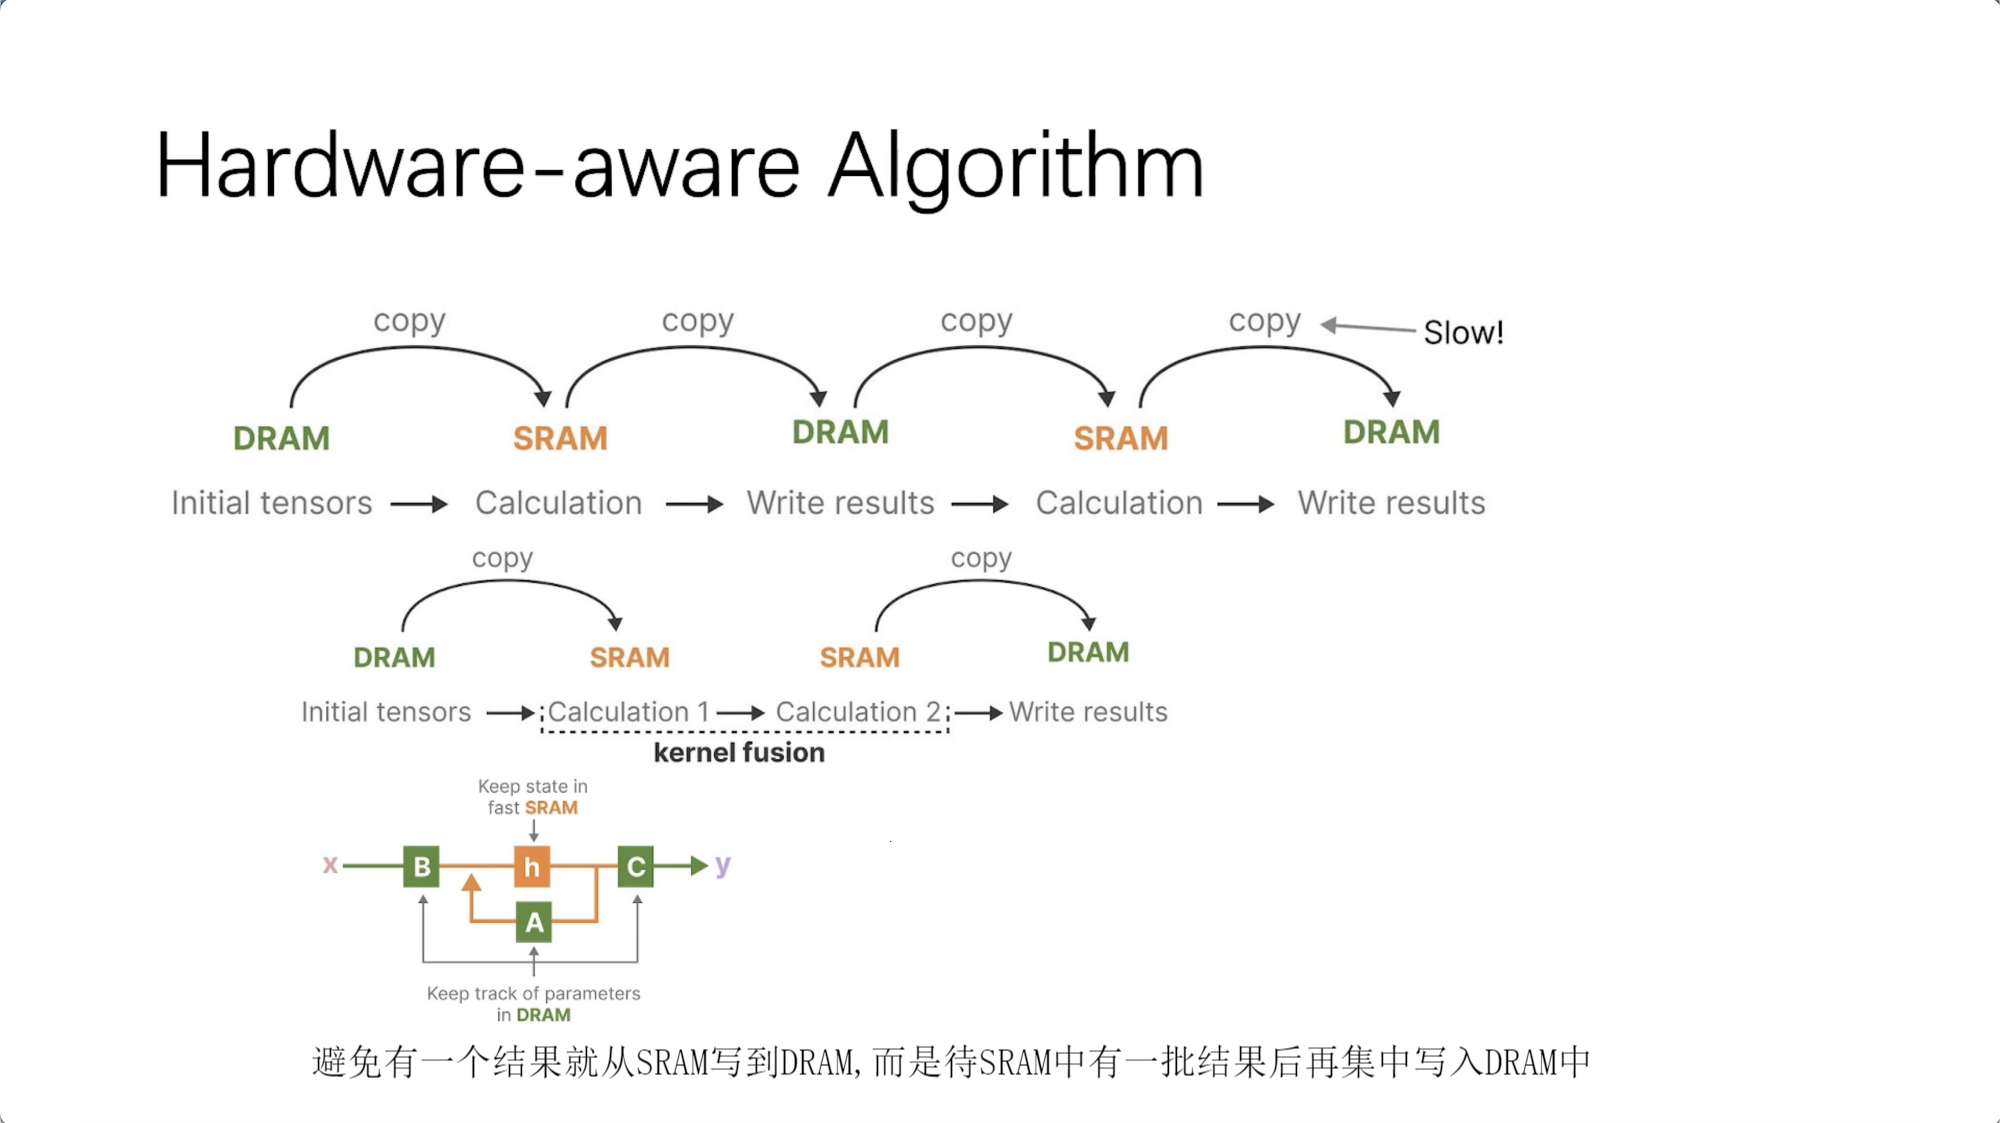 Hardware-aware Algorithm
copy copy copy copy Slow!
DRAM SRAM DRAM SRAM DRAM
Initial tensors Calculation Write results Calculation Write results
copy copy
DRAM SRAM SRAM DRAM
Initial tensors Calculation 1 Calculation 2 Write results
kernel fusion
Keep state in
fast SRAM
x B h C y
A
Keep track of parameters
in DRAM
避免有一个结果就从SRAM写到DRAM,而是待SRAM中有一批结果后再集中写入DRAM中